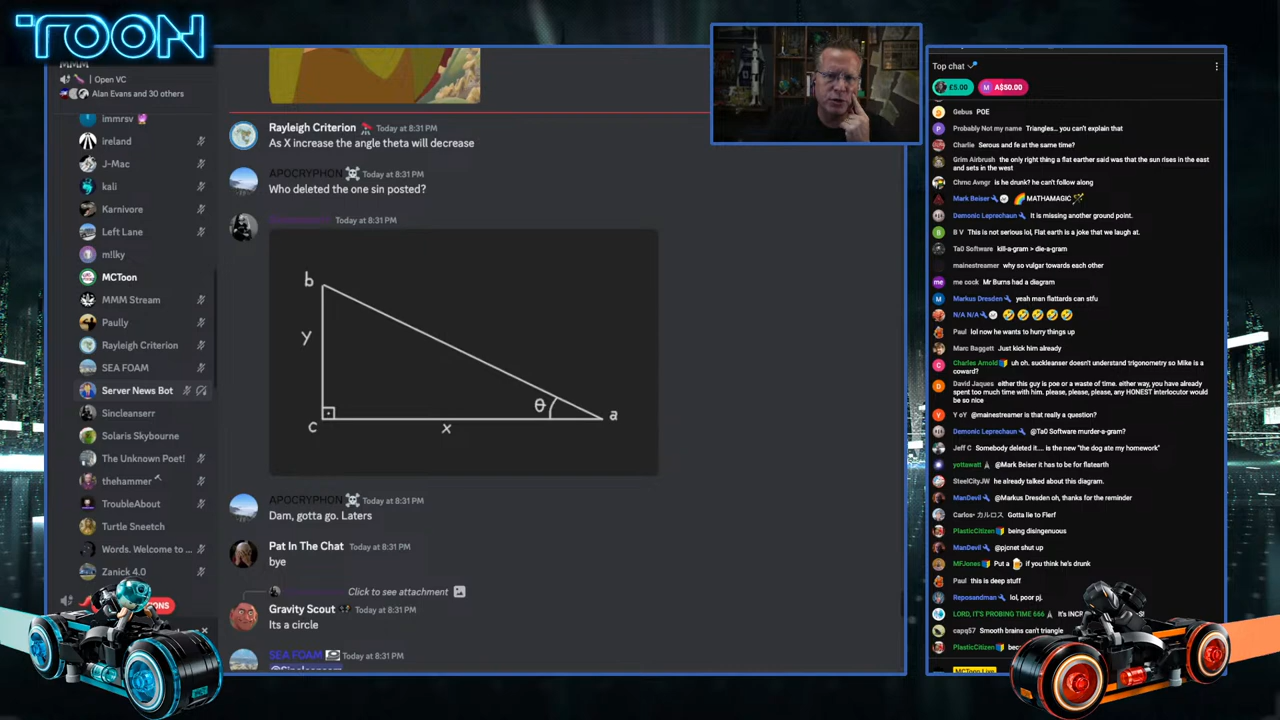 TOON
Open VC
Alan Evans and 30 others
immrsv
ireland
J-Mac
kali
Karnivore
Left Lane
m!lky
MCToon
MMM Stream
Paully
Rayleigh Criterion
SEA FOAM
Server News Bot
Sincleanserr
Solaris Skybourne
The Unknown Poet!
thehammer
TroubleAbout
Turtle Sneetch
Words. Welcome to ...
Zanick 4.0
Rayleigh Criterion Today at 8:31 PM
As X increase the angle theta will decrease
APOCRYPHON Today at 8:31 PM
Who deleted the one sin posted?
Today at 8:31 PM
b
y
θ
a
c
x
APOCRYPHON Today at 8:31 PM
Dam, gotta go. Laters
Pat In The Chat Today at 8:31 PM
bye
Click to see attachment
Gravity Scout Today at 8:31 PM
Its a circle
SEA FOAM Today at 8:31 PM
Top chat
£5.00
M A$50.00
Gebus POE
P Probably Not my name Triangles... you can't explain that
Charlie Serous and fe at the same time?
Grim Airbrush the only right thing a flat earther said was that the sun rises in the east
and sets in the west
Chrnc Avngr is he drunk? he can't follow along
Mark Beiser MATHAMAGIC
Demonic Leprechaun It is missing another ground point.
B B V This is not serious lol, Flat earth is a joke that we laugh at.
Ta0 Software kill-a-gram > die-a-gram
mainestreamer why so vulgar towards each other
me me cock Mr Burns had a diagram
M Markus Dresden yeah man flattards can stfu
N/A N/A
Paul lol now he wants to hurry things up
Marc Baggett Just kick him already
C Charles Arnold uh oh. suckleanser doesn't understand trigonometry so Mike is a
coward?
D David Jaques either this guy is poe or a waste of time. either way, you have already
spent too much time with him. please, please, please, any HONEST interlocutor would
be so nice
Y oY @mainestreamer is that really a question?
Demonic Leprechaun @Ta0 Software murder-a-gram?
Jeff C Somebody deleted it.... is the new "the dog ate my homework"
yottawatt @Mark Beiser it has to be for flatearth
SteelCityJW he already talked about this diagram.
ManDevil @Markus Dresden oh, thanks for the reminder
Carlos• カルロス Gotta lie to Flerf
PlasticCitizen being disingenuous
ManDevil @pjcnet shut up
MFJones Put a if you think he's drunk
Paul this is deep stuff
Reposandman lol, poor pj.
LORD, IT'S PROBING TIME 666
capq57 Smooth brains can't triangle
PlasticCitizen
MCToon Live